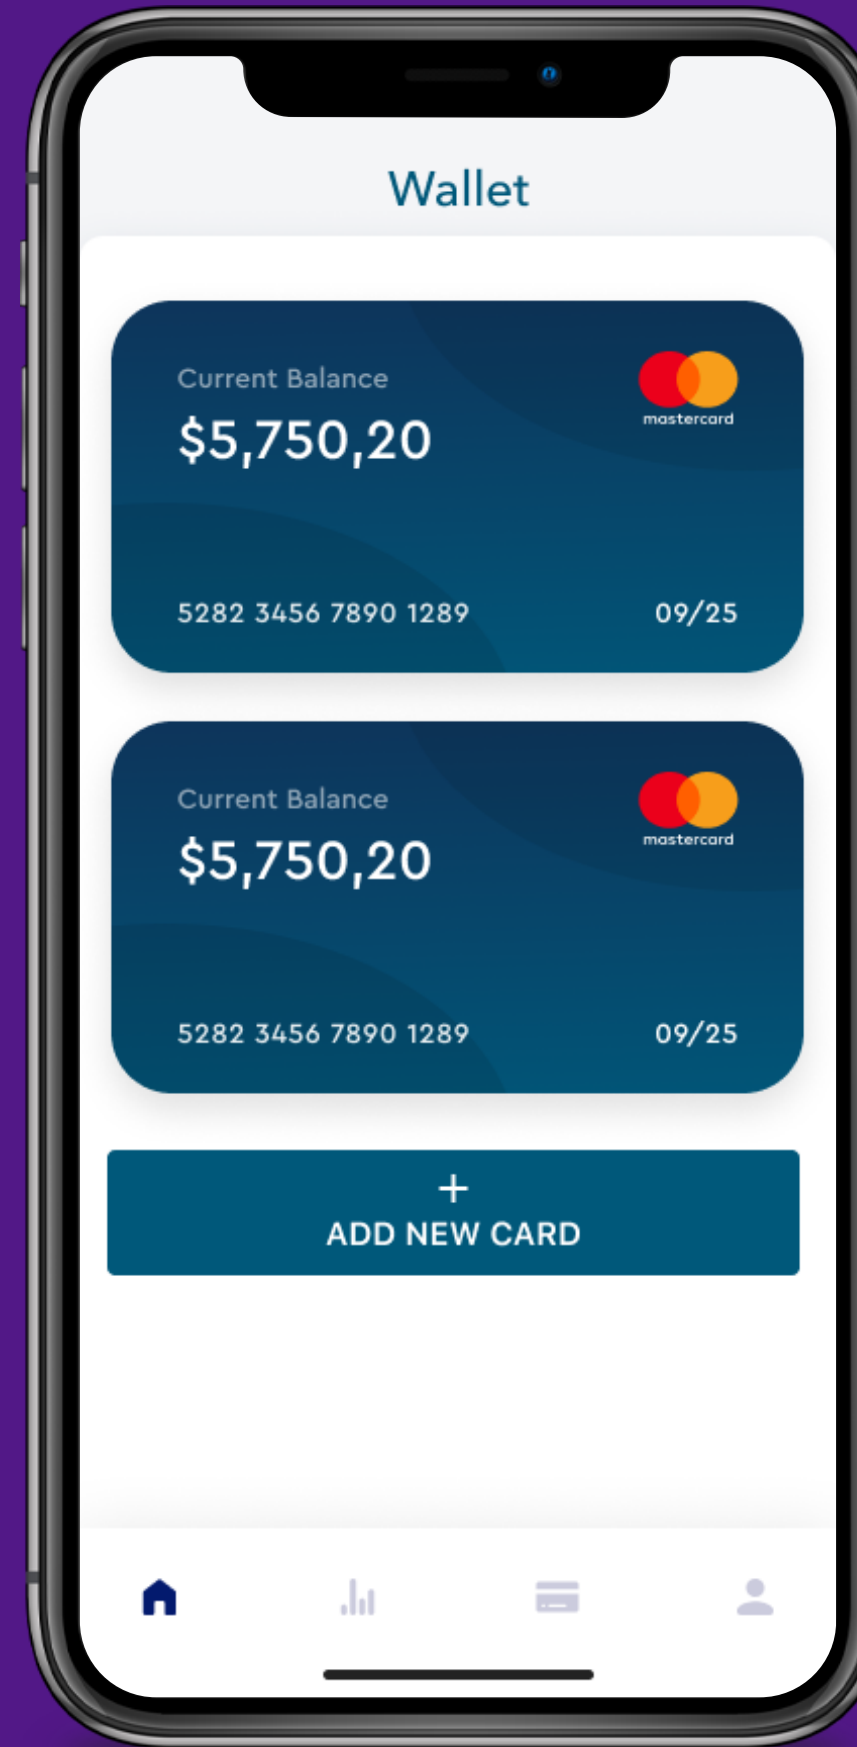 Wallet
Current Balance
mastercard
$5,750,20
5282 3456 7890 1289 09/25
Current Balance
mastercard
$5,750,20
5282 3456 7890 1289 09/25
+
ADD NEW CARD